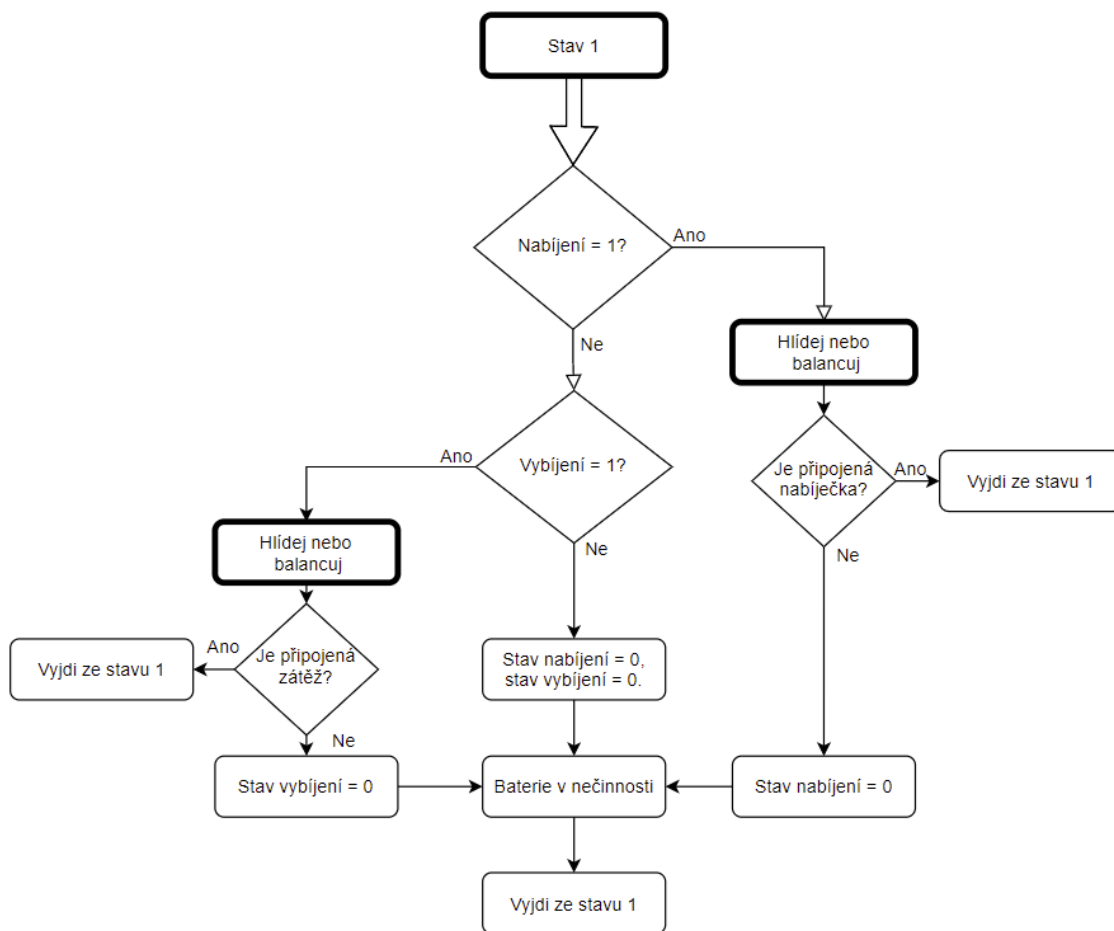 Stav 1
Nabíjení = 1?
Ano
Ne
Hlídej nebo
balancuj
Vybíjení = 1?
Ano
Ne
Je připojená
nabíječka?
Ano
Vyjdi ze stavu 1
Ne
Hlídej nebo
balancuj
Je připojená
zátěž?
Ano
Vyjdi ze stavu 1
Ne
Stav nabíjení = 0,
stav vybíjení = 0.
Stav vybíjení = 0
Baterie v nečinnosti
Stav nabíjení = 0
Vyjdi ze stavu 1